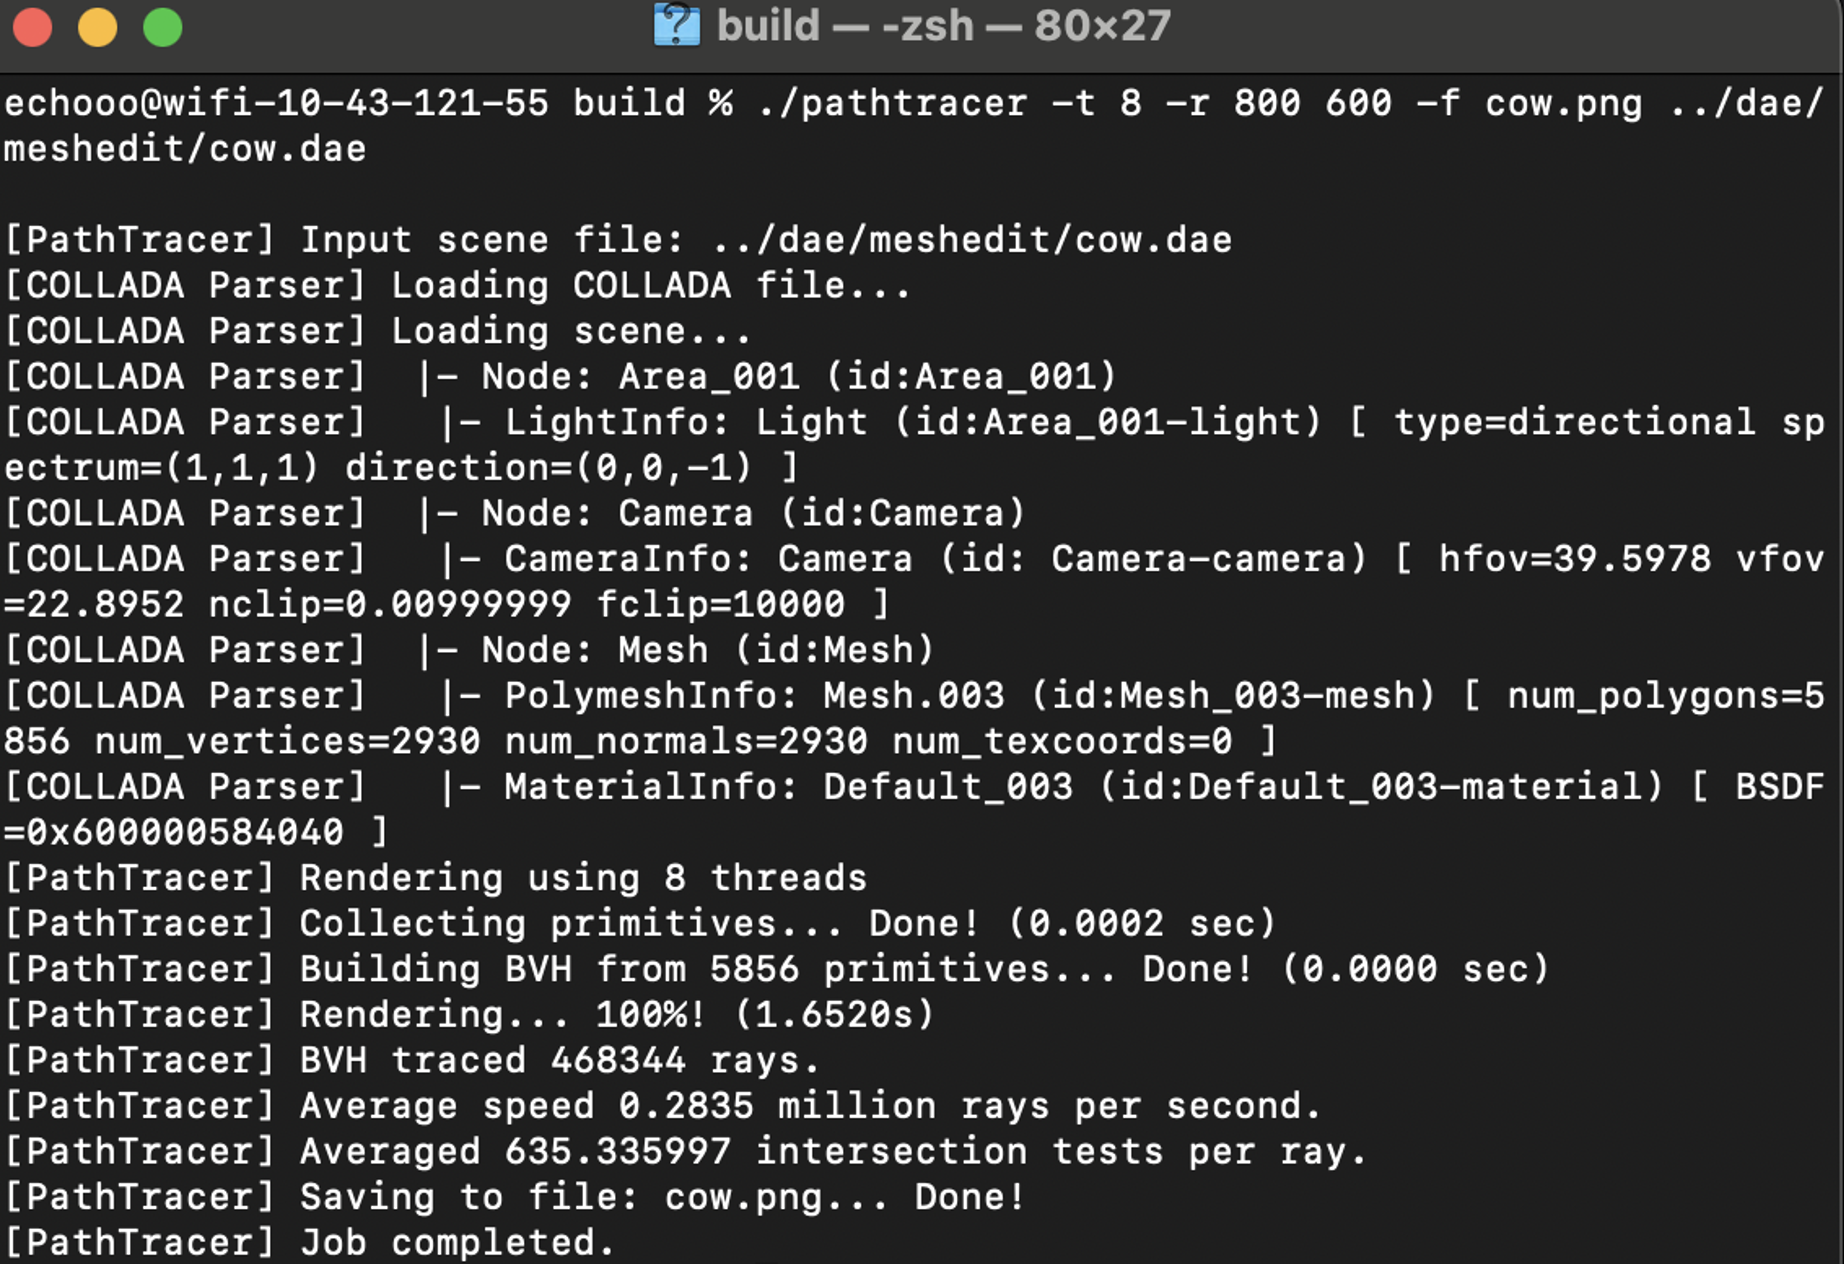 build — -zsh — 80×27
echooo@wifi-10-43-121-55 build % ./pathtracer -t 8 -r 800 600 -f cow.png ../dae/
meshedit/cow.dae
[PathTracer] Input scene file: ../dae/meshedit/cow.dae
[COLLADA Parser] Loading COLLADA file...
[COLLADA Parser] Loading scene...
[COLLADA Parser]  |- Node: Area_001 (id:Area_001)
[COLLADA Parser]   |- LightInfo: Light (id:Area_001-light) [ type=directional sp
ectrum=(1,1,1) direction=(0,0,-1) ]
[COLLADA Parser]  |- Node: Camera (id:Camera)
[COLLADA Parser]   |- CameraInfo: Camera (id: Camera-camera) [ hfov=39.5978 vfov
=22.8952 nclip=0.00999999 fclip=10000 ]
[COLLADA Parser]  |- Node: Mesh (id:Mesh)
[COLLADA Parser]   |- PolymeshInfo: Mesh.003 (id:Mesh_003-mesh) [ num_polygons=5
856 num_vertices=2930 num_normals=2930 num_texcoords=0 ]
[COLLADA Parser]   |- MaterialInfo: Default_003 (id:Default_003-material) [ BSDF
=0x600000584040 ]
[PathTracer] Rendering using 8 threads
[PathTracer] Collecting primitives... Done! (0.0002 sec)
[PathTracer] Building BVH from 5856 primitives... Done! (0.0000 sec)
[PathTracer] Rendering... 100%! (1.6520s)
[PathTracer] BVH traced 468344 rays.
[PathTracer] Average speed 0.2835 million rays per second.
[PathTracer] Averaged 635.335997 intersection tests per ray.
[PathTracer] Saving to file: cow.png... Done!
[PathTracer] Job completed.